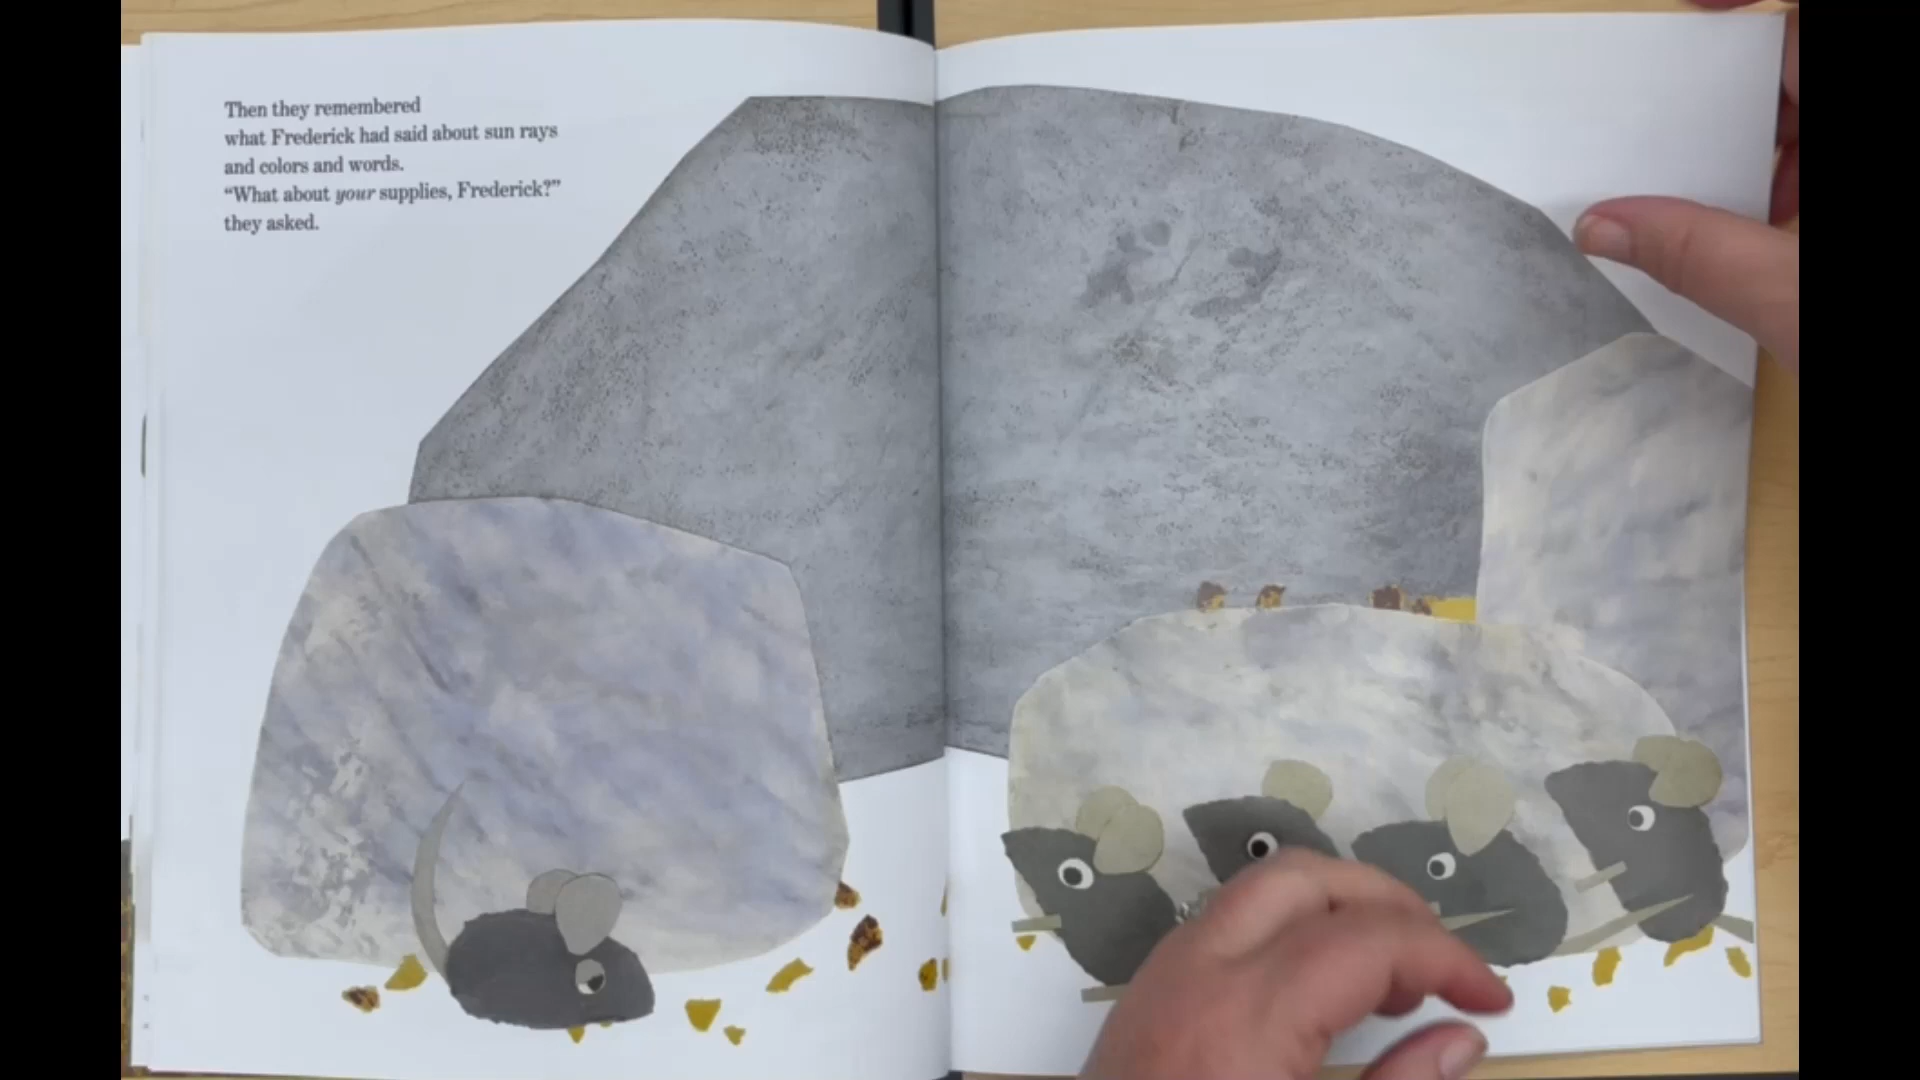 Then they remembered
what Frederick had said about sun rays
and colors and words.
“What about your supplies, Frederick?”
they asked.